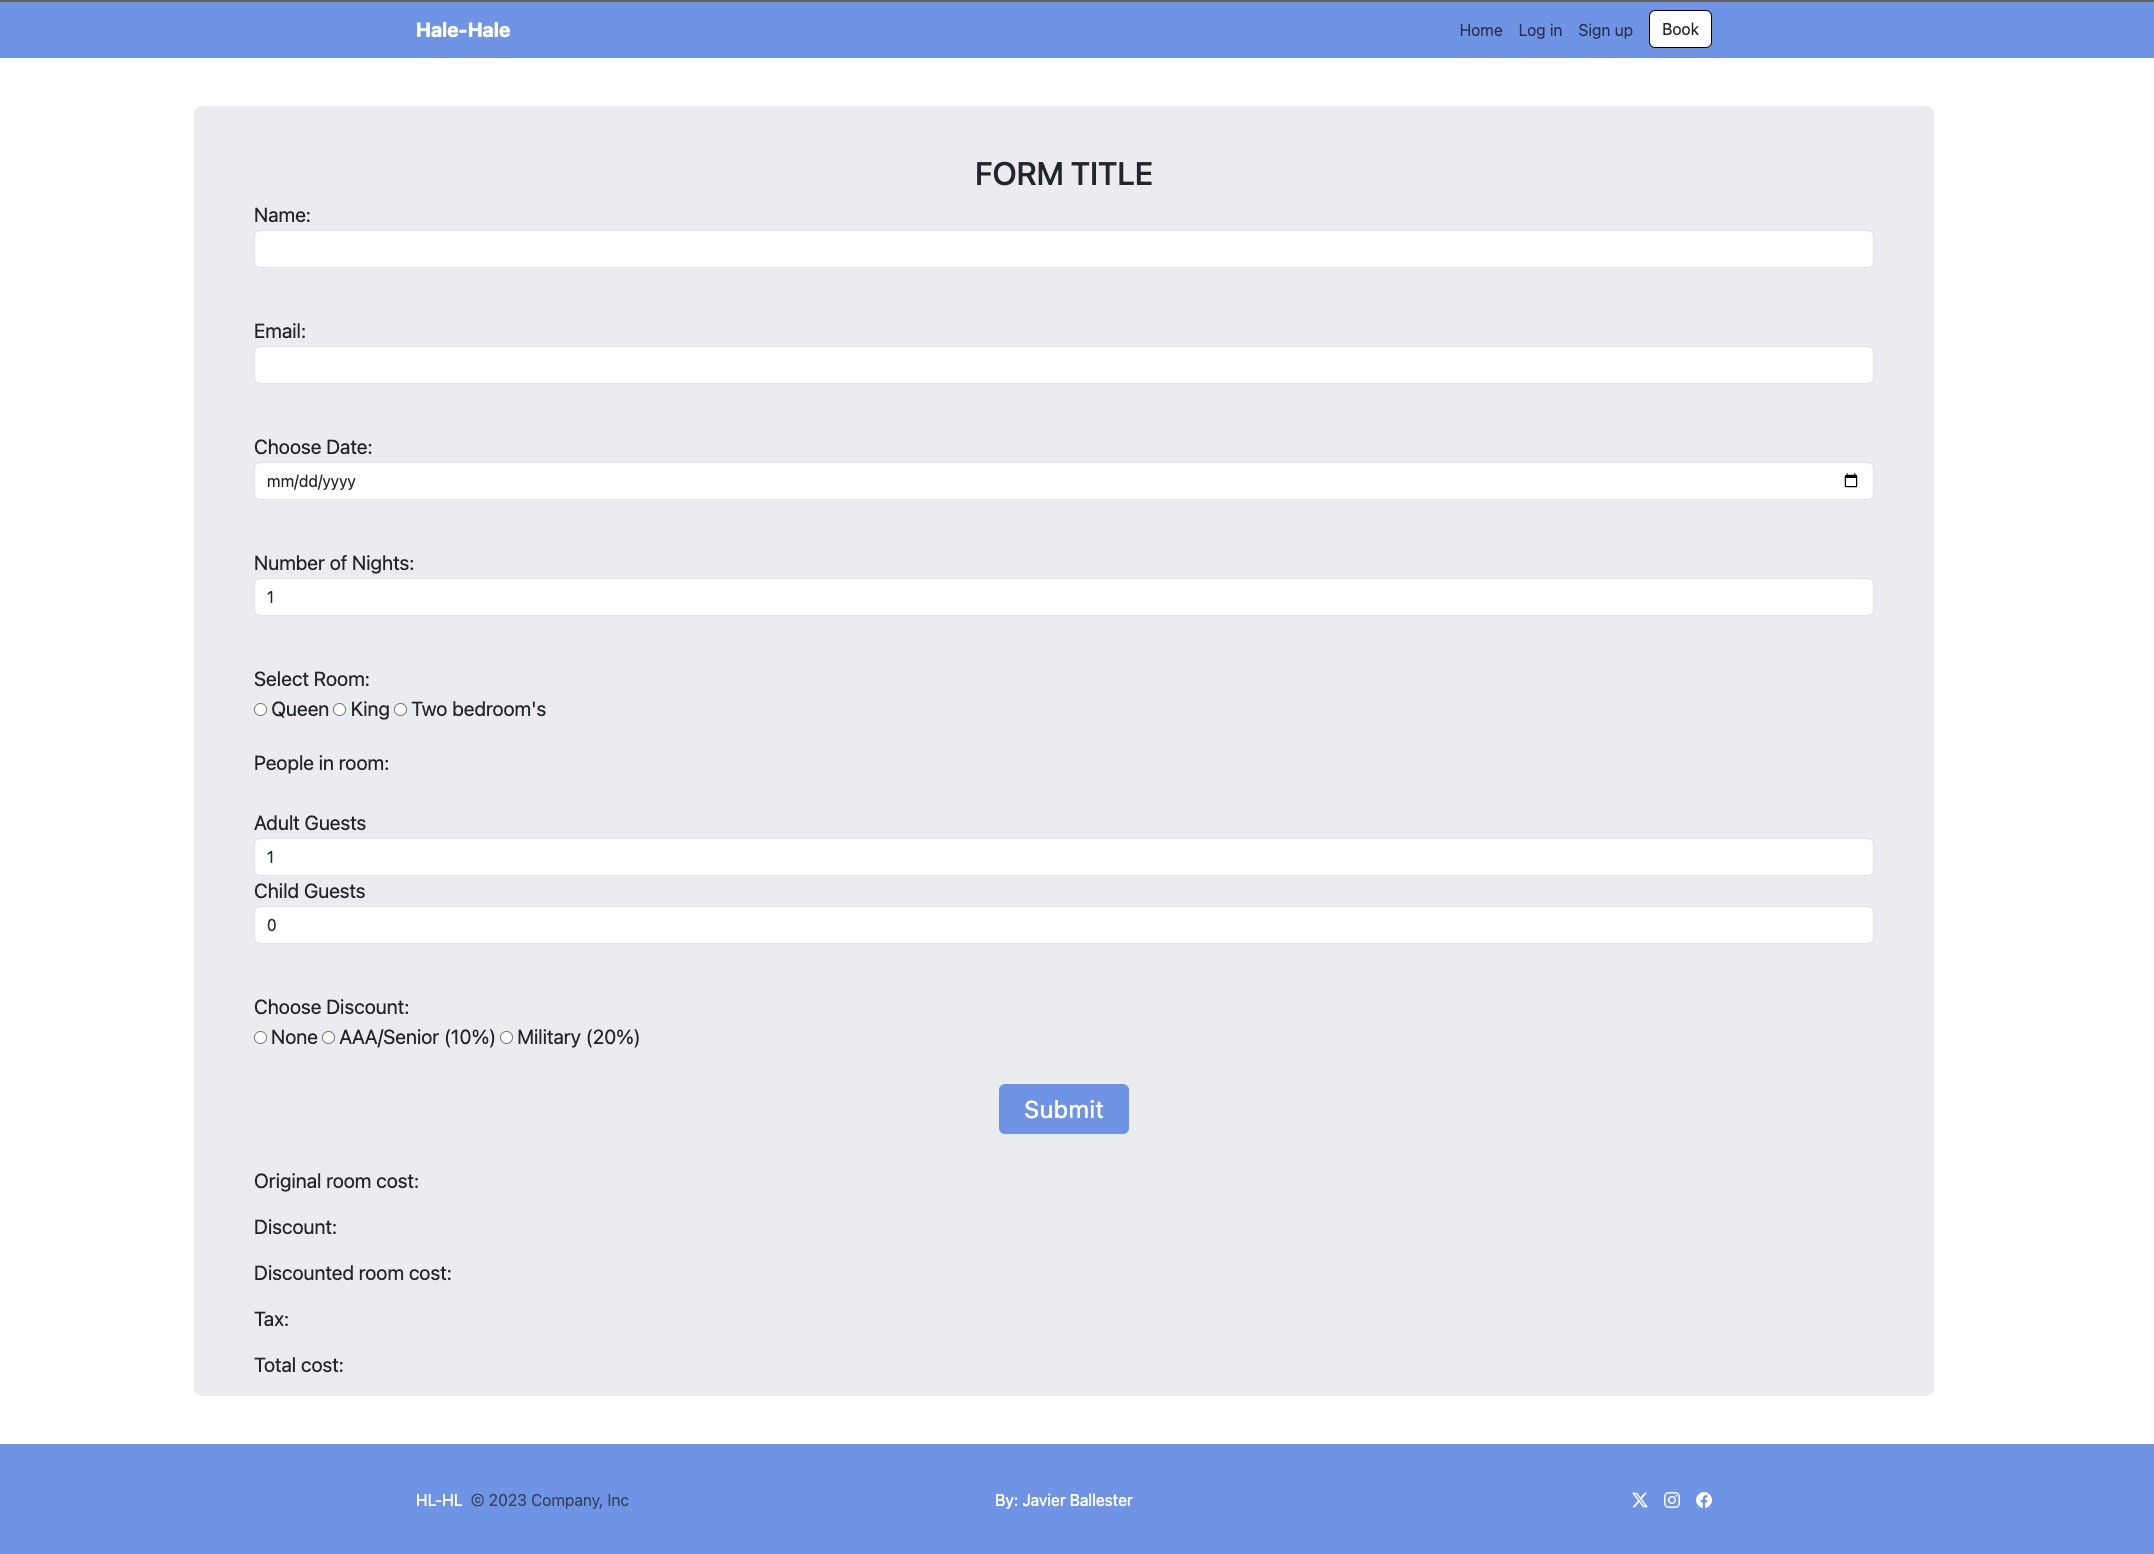 Hale-Hale Home Log in Sign up Book
FORM TITLE
Name:
Email:
Choose Date:
mm/dd/yyyy
Number of Nights:
1
Select Room:
Queen King Two bedroom's
People in room:
Adult Guests
1
Child Guests
0
Choose Discount:
None AAA/Senior (10%) Military (20%)
Submit
Original room cost:
Discount:
Discounted room cost:
Tax:
Total cost:
HL-HL © 2023 Company, Inc By: Javier Ballester